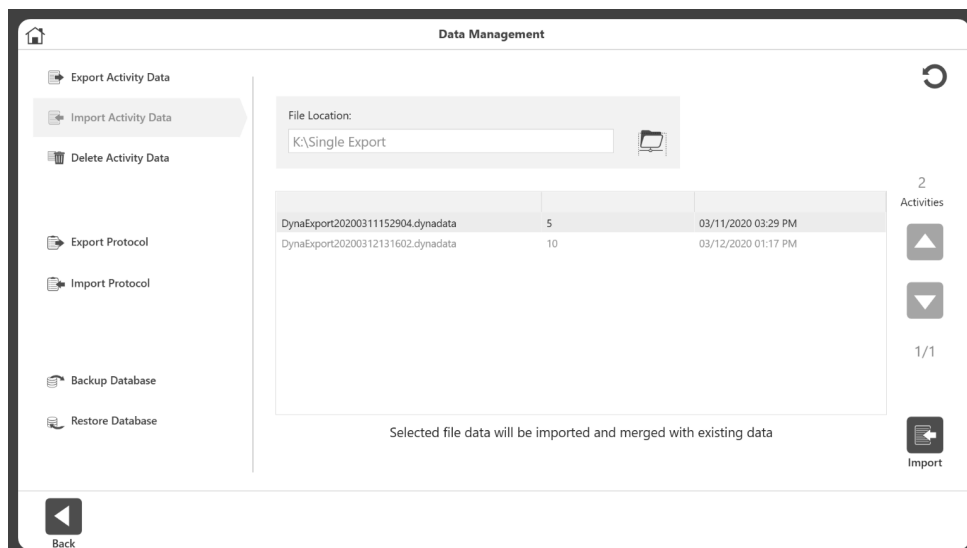 Data Management
Export Activity Data
Import Activity Data
Delete Activity Data
Export Protocol
Import Protocol
Backup Database
Restore Database
File Location:
K:\Single Export
DynaExport20200311152904.dynadata 5 03/11/2020 03:29 PM
DynaExport20200312131602.dynadata 10 03/12/2020 01:17 PM
Selected file data will be imported and merged with existing data
2
Activities
1/1
Import
Back